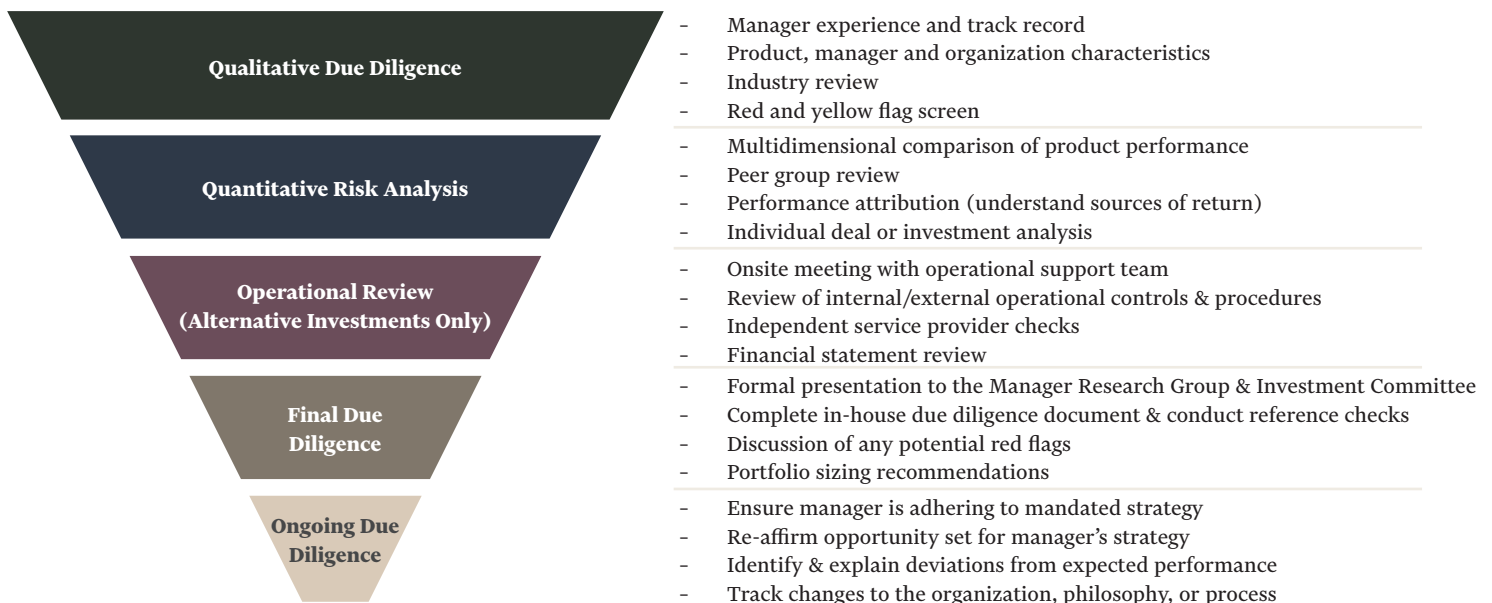 Qualitative Due Diligence
- Manager experience and track record
- Product, manager and organization characteristics
- Industry review
- Red and yellow flag screen
Quantitative Risk Analysis
- Multidimensional comparison of product performance
- Peer group review
- Performance attribution (understand sources of return)
- Individual deal or investment analysis
Operational Review
(Alternative Investments Only)
- Onsite meeting with operational support team
- Review of internal/external operational controls & procedures
- Independent service provider checks
- Financial statement review
Final Due
Diligence
- Formal presentation to the Manager Research Group & Investment Committee
- Complete in-house due diligence document & conduct reference checks
- Discussion of any potential red flags
- Portfolio sizing recommendations
Ongoing Due
Diligence
- Ensure manager is adhering to mandated strategy
- Re-affirm opportunity set for manager’s strategy
- Identify & explain deviations from expected performance
- Track changes to the organization, philosophy, or process